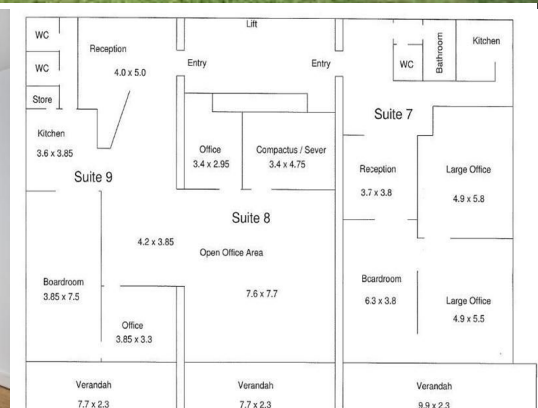 Lift
WC
Reception
4.0 x 5.0
WC
Store
Entry
Entry
WC
Bathroom
Kitchen
Kitchen
3.6 x 3.85
Office
3.4 x 2.95
Compactus / Sever
3.4 x 4.75
Suite 7
Reception
3.7 x 3.8
Large Office
4.9 x 5.8
Suite 9
Suite 8
4.2 x 3.85
Open Office Area
7.6 x 7.7
Boardroom
3.85 x 7.5
Office
3.85 x 3.3
Boardroom
6.3 x 3.8
Large Office
4.9 x 5.5
Verandah
7.7 x 2.3
Verandah
7.7 x 2.3
Verandah
9.9 x 2.3